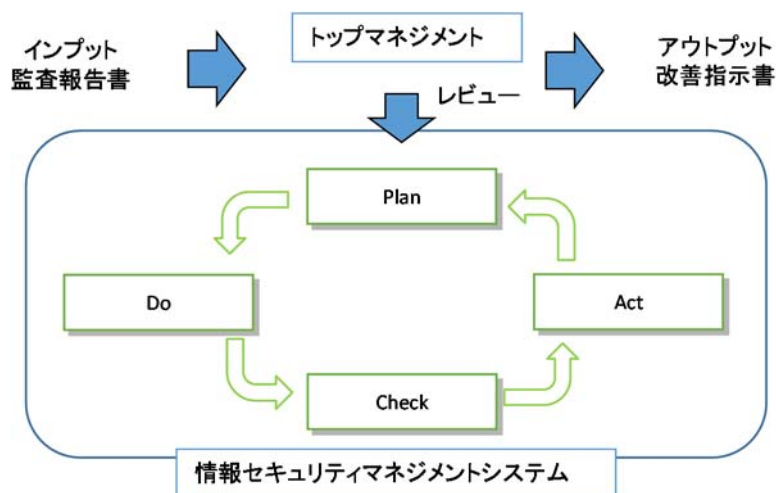 インプット
監査報告書
トップマネジメント
アウトプット
改善指示書
レビュー
Plan
Do
Act
Check
情報セキュリティマネジメントシステム